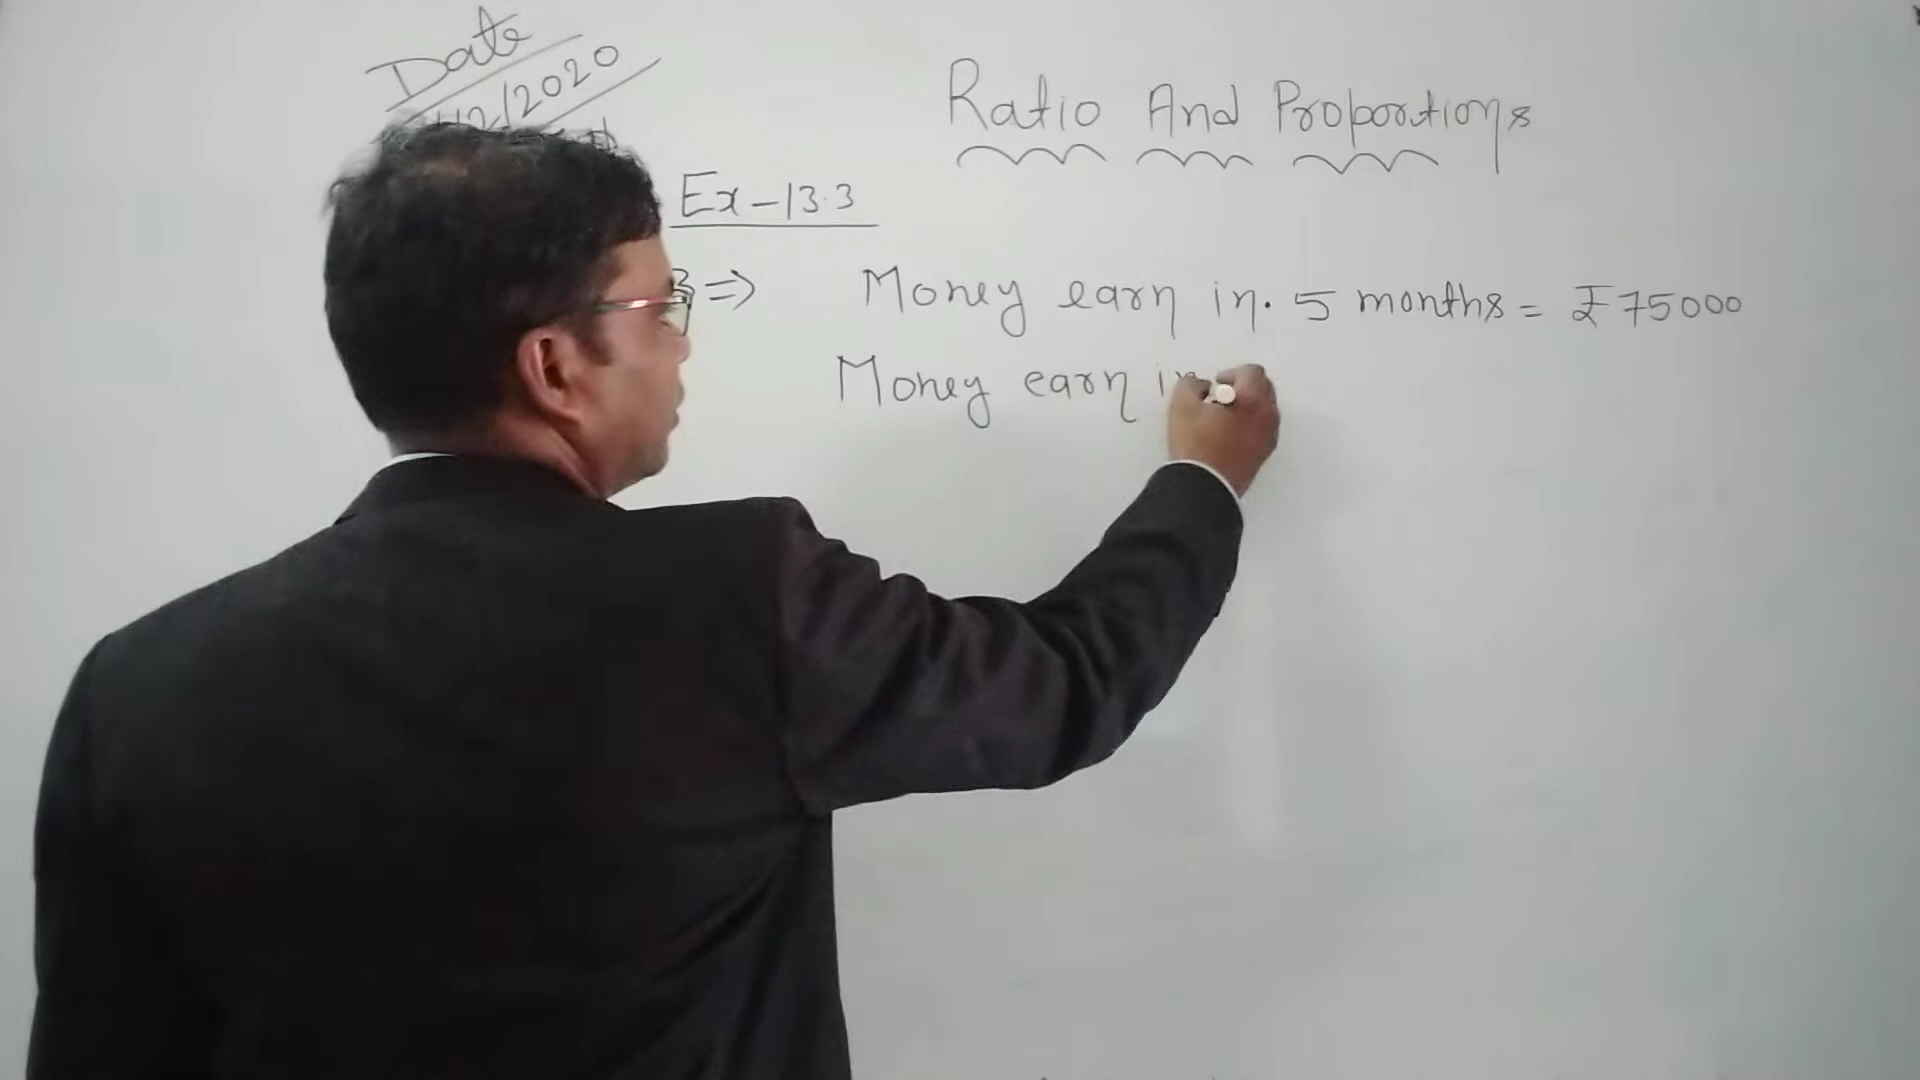 Date
12/2020
Ratio And Proportions
Ex-13.3
3 ⇒ Money earn in. 5 months = ₹75000
Money earn in